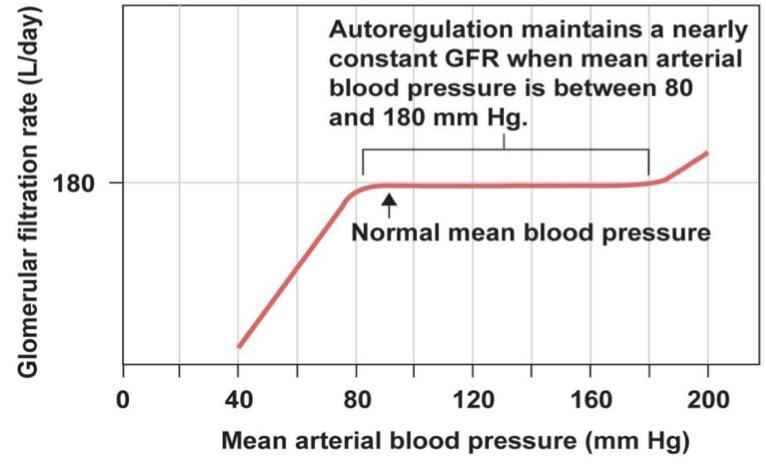 Glomerular filtration rate (L/day)
Autoregulation maintains a nearly
constant GFR when mean arterial
blood pressure is between 80
and 180 mm Hg.
180
Normal mean blood pressure
0 40 80 120 160 200
Mean arterial blood pressure (mm Hg)